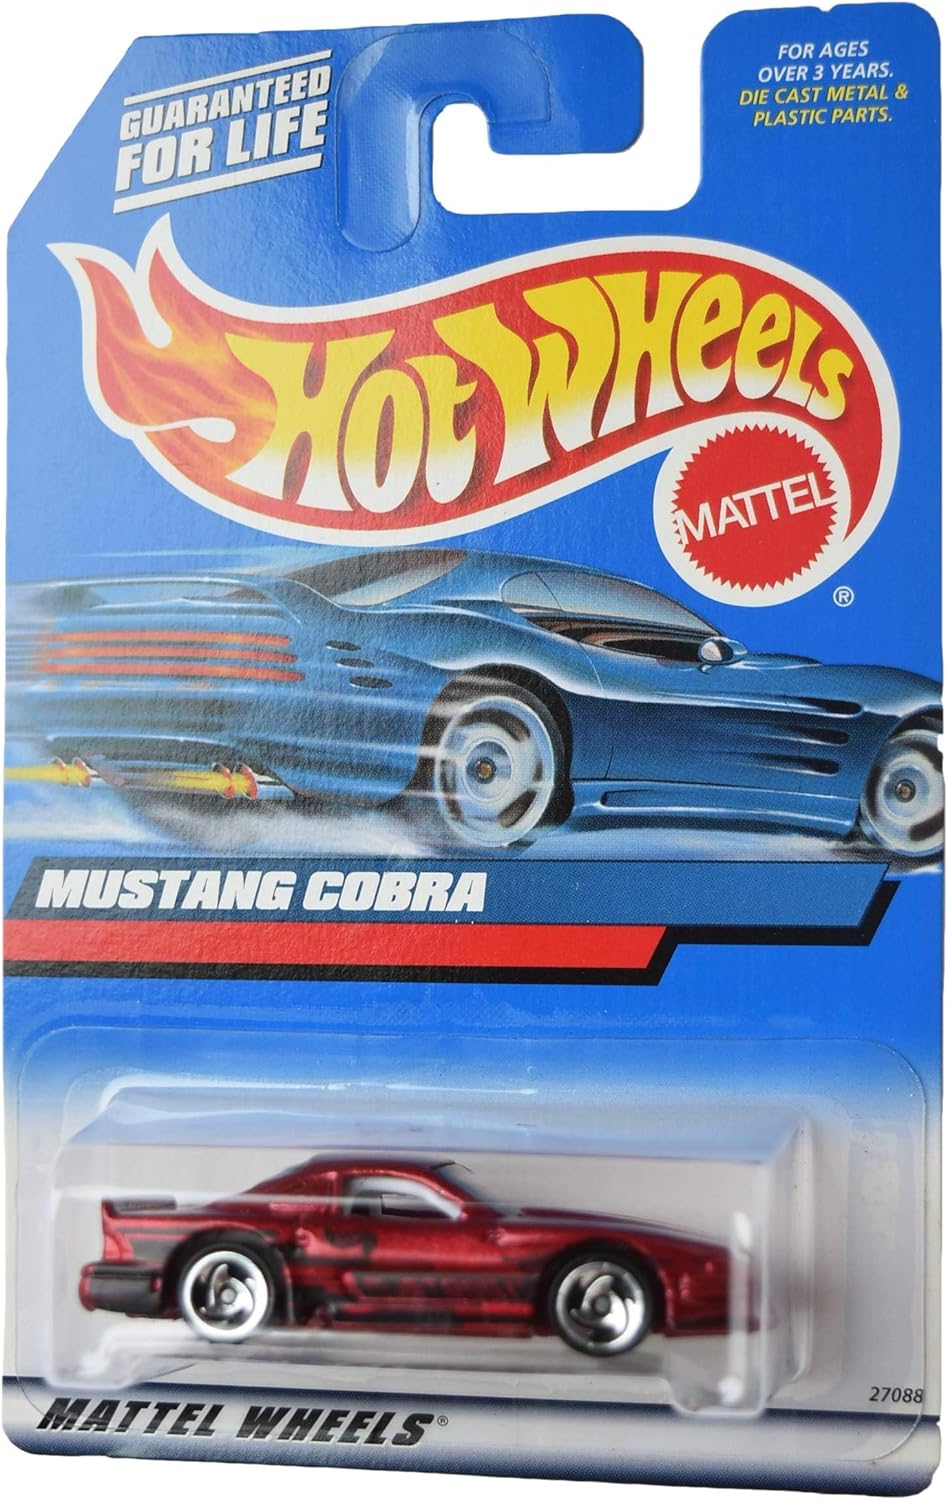 GUARANTEED
FOR LIFE
FOR AGES
OVER 3 YEARS.
DIE CAST METAL &
PLASTIC PARTS.
HOT WHEELS
MATTEL
®
MUSTANG COBRA
27088
MATTEL WHEELS®